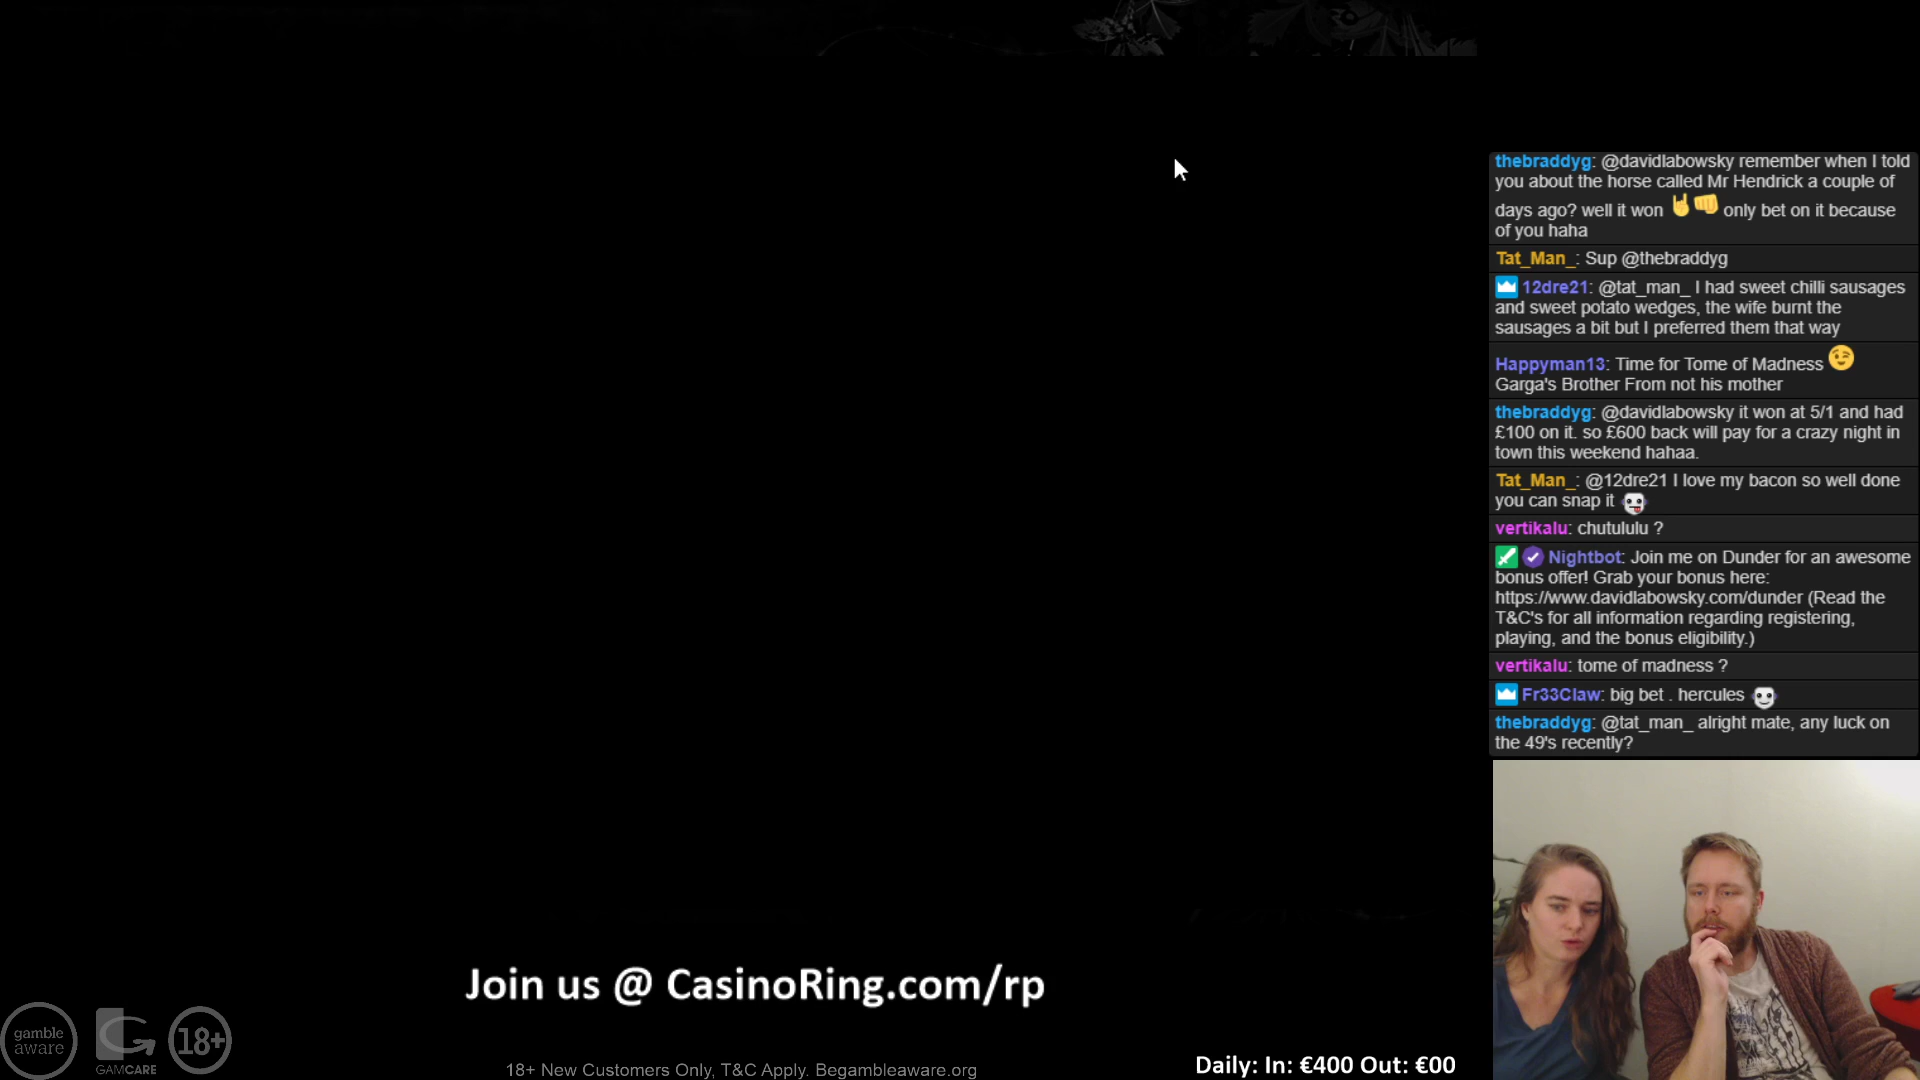 thebraddyg: @davidlabowsky remember when I told
you about the horse called Mr Hendrick a couple of
days ago? well it won 🤘👊 only bet on it because
of you haha
Tat_Man_: Sup @thebraddyg
12dre21: @tat_man_ I had sweet chilli sausages
and sweet potato wedges, the wife burnt the
sausages a bit but I preferred them that way
Happyman13: Time for Tome of Madness 😉
Garga's Brother From not his mother
thebraddyg: @davidlabowsky it won at 5/1 and had
£100 on it. so £600 back will pay for a crazy night in
town this weekend hahaa.
Tat_Man_: @12dre21 I love my bacon so well done
you can snap it
vertikalu: chutululu ?
Nightbot: Join me on Dunder for an awesome
bonus offer! Grab your bonus here:
https://www.davidlabowsky.com/dunder (Read the
T&C's for all information regarding registering,
playing, and the bonus eligibility.)
vertikalu: tome of madness ?
Fr33Claw: big bet . hercules
thebraddyg: @tat_man_ alright mate, any luck on
the 49's recently?
Join us @ CasinoRing.com/rp
gamble
aware
GAMCARE
18+
18+ New Customers Only, T&C Apply. Begambleaware.org
Daily: In: €400 Out: €00